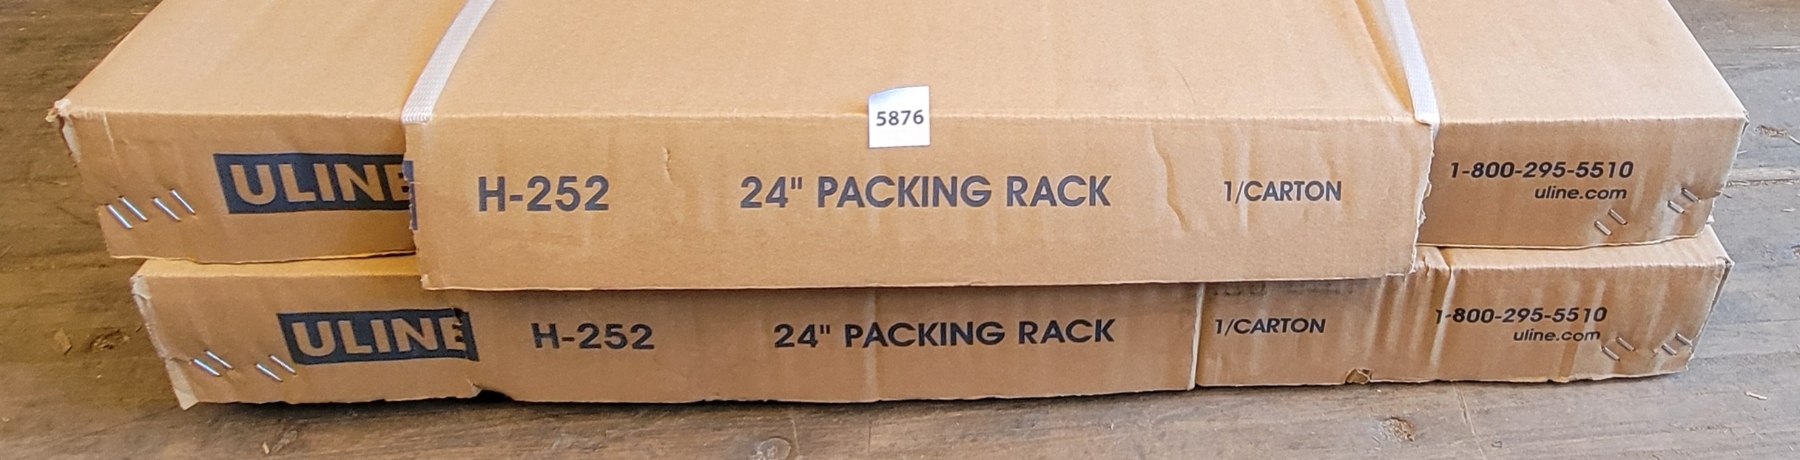 5876
ULINE H-252 24" PACKING RACK 1/CARTON 1-800-295-5510
uline.com
ULINE H-252 24" PACKING RACK 1/CARTON 1-800-295-5510
uline.com